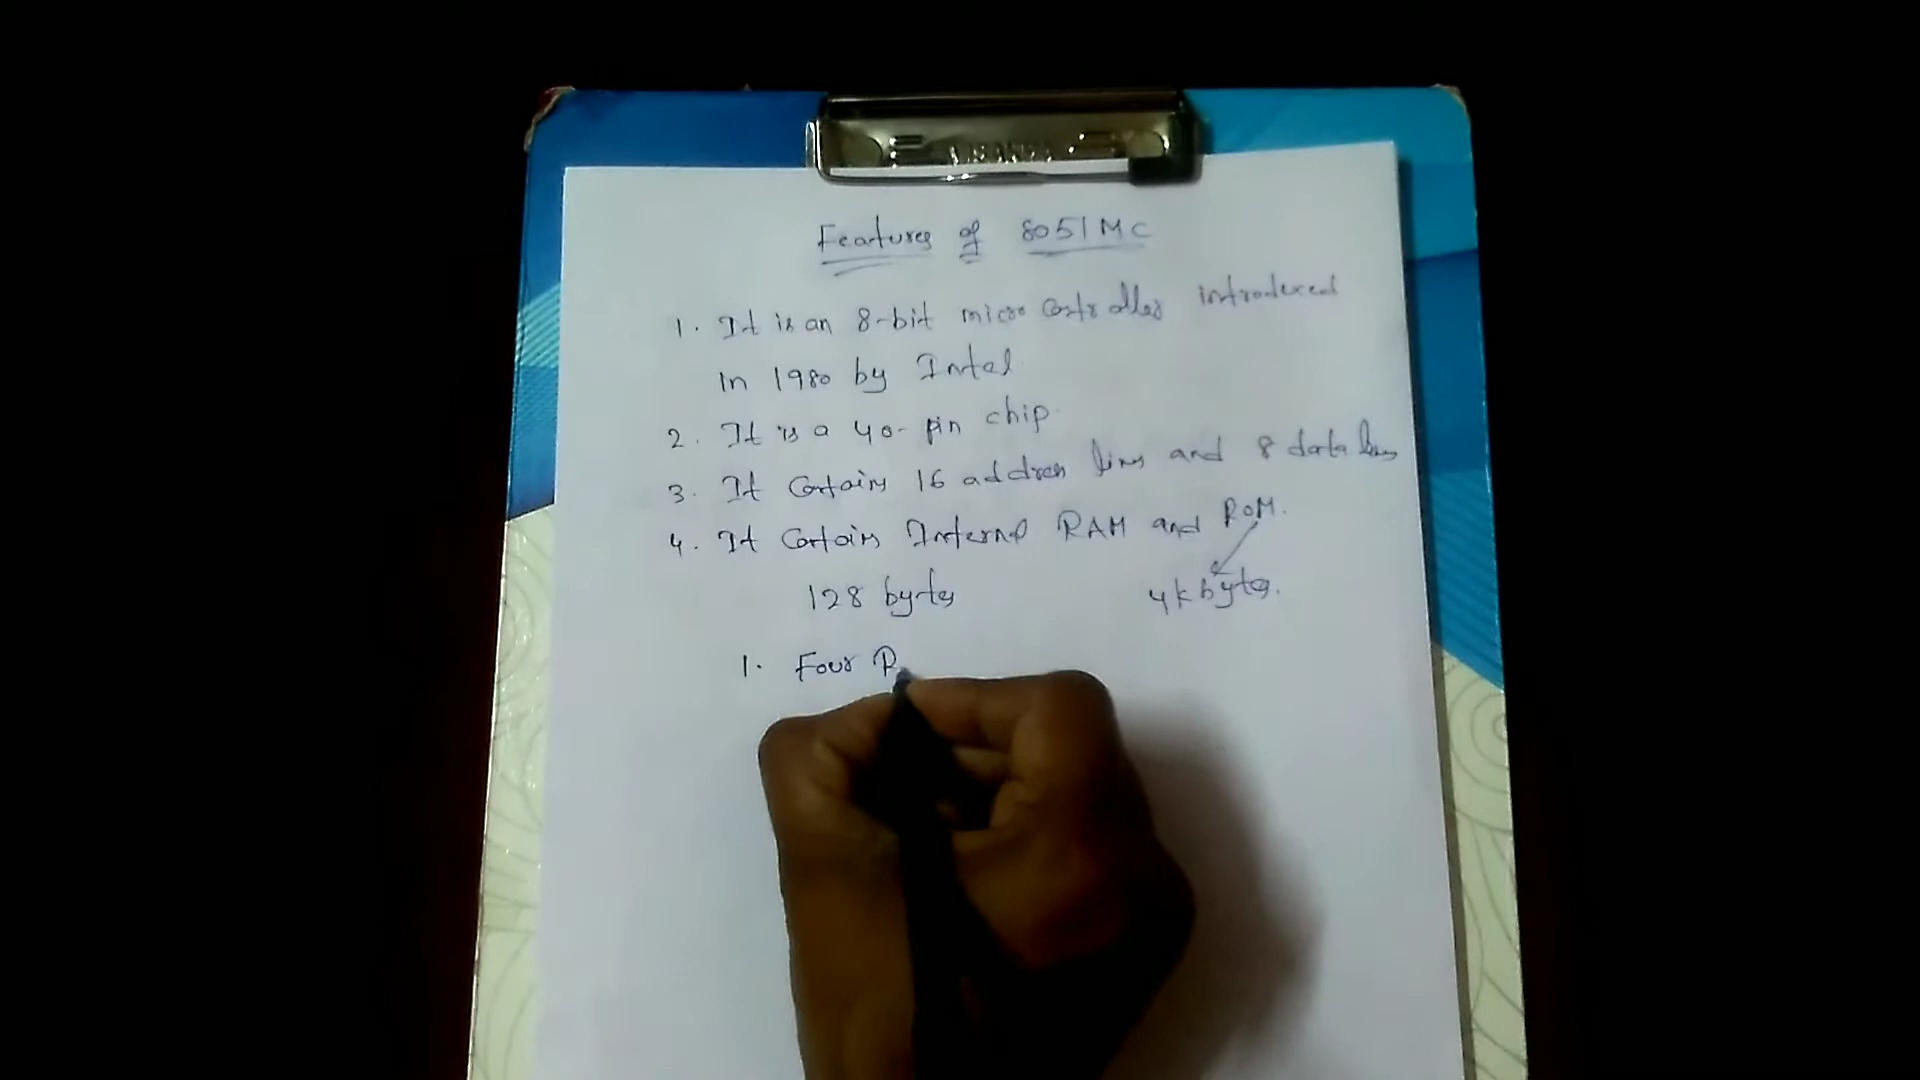 Features of 8051 MC
1. It is an 8-bit micro controller introduced
in 1980 by Intel
2. It is a 40-pin chip.
3. It Contains 16 address lines and 8 data lines
4. It Contains Internal RAM and ROM.
128 bytes 4k bytes.
1. Four R